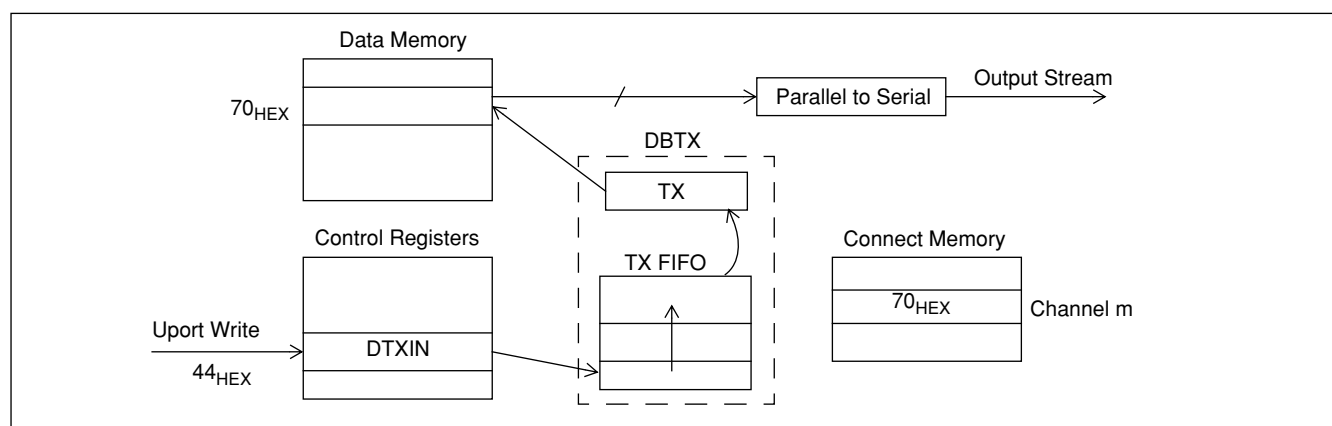 Data Memory
70HEX
Parallel to Serial
Output Stream
DBTX
TX
Control Registers
TX FIFO
Connect Memory
70HEX
Channel m
Uport Write
DTXIN
44HEX